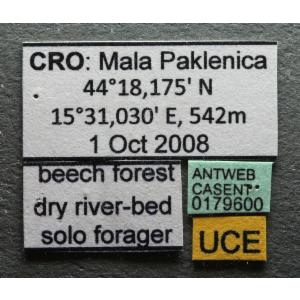 CRO: Mala Paklenica
44°18,175' N
15°31,030' E, 542m
1 Oct 2008
beech forest
dry river-bed
solo forager
ANTWEB
CASENT
0179600
UCE